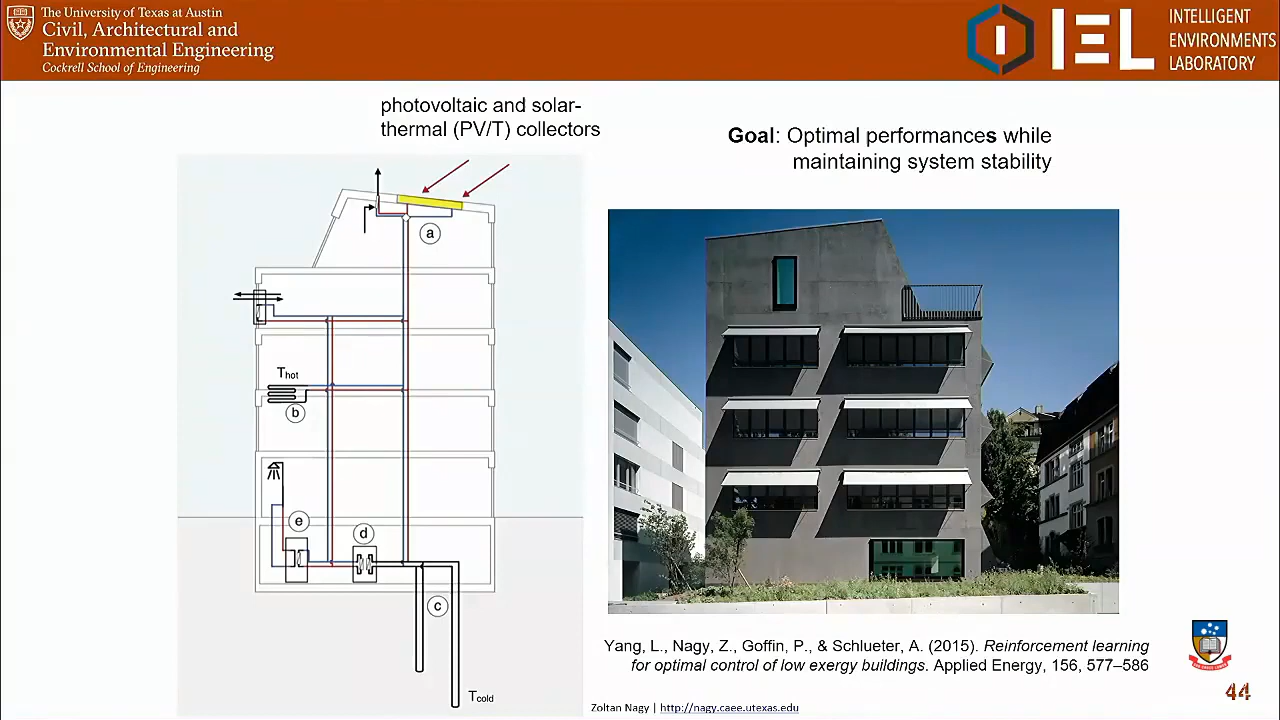 The University of Texas at Austin
Civil, Architectural and
Environmental Engineering
Cockrell School of Engineering
I
IEL
INTELLIGENT
ENVIRONMENTS
LABORATORY
photovoltaic and solar-
thermal (PV/T) collectors
Goal: Optimal performances while
maintaining system stability
a
Thot
b
e
d
c
Tcold
Yang, L., Nagy, Z., Goffin, P., & Schlueter, A. (2015). Reinforcement learning
for optimal control of low exergy buildings. Applied Energy, 156, 577–586
Zoltan Nagy | http://nagy.caee.utexas.edu
44